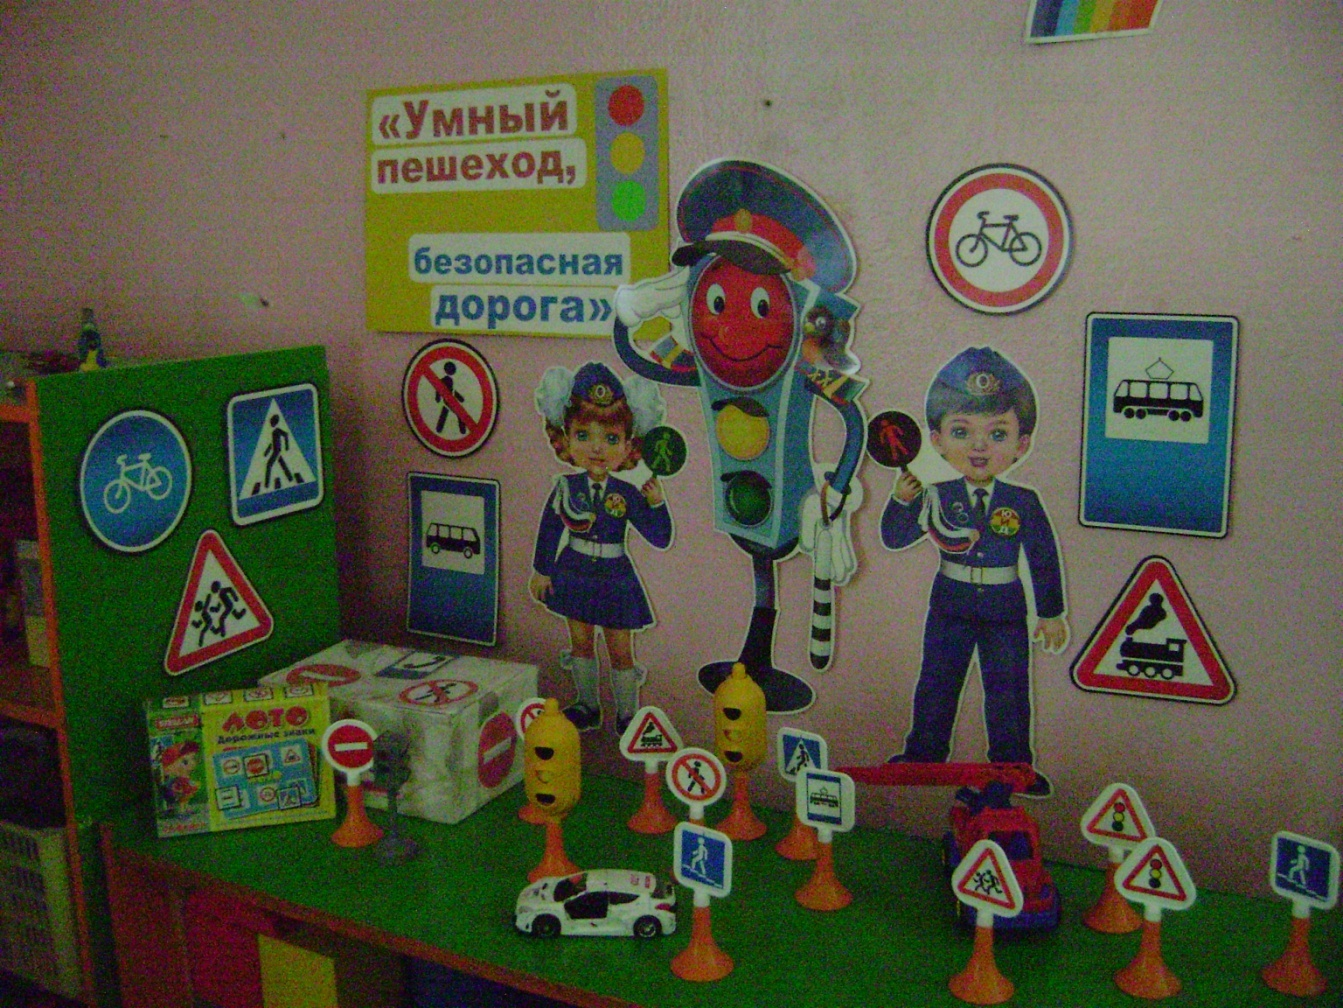 «Умный
пешеход,
безопасная
дорога»
ЛОТО
Дорожные знаки